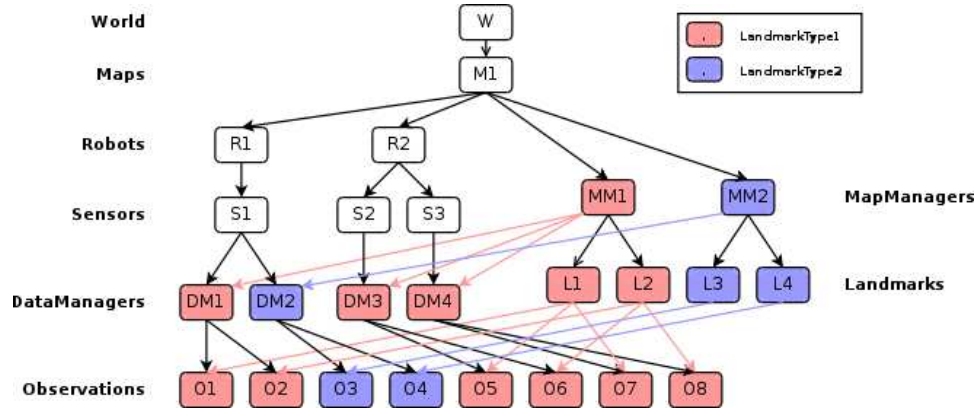 World
W
LandmarkType1
LandmarkType2
Maps
M1
Robots
R1
R2
Sensors
S1
S2
S3
MM1
MM2
MapManagers
DataManagers
DM1
DM2
DM3
DM4
L1
L2
L3
L4
Landmarks
Observations
O1
O2
O3
O4
O5
O6
O7
O8